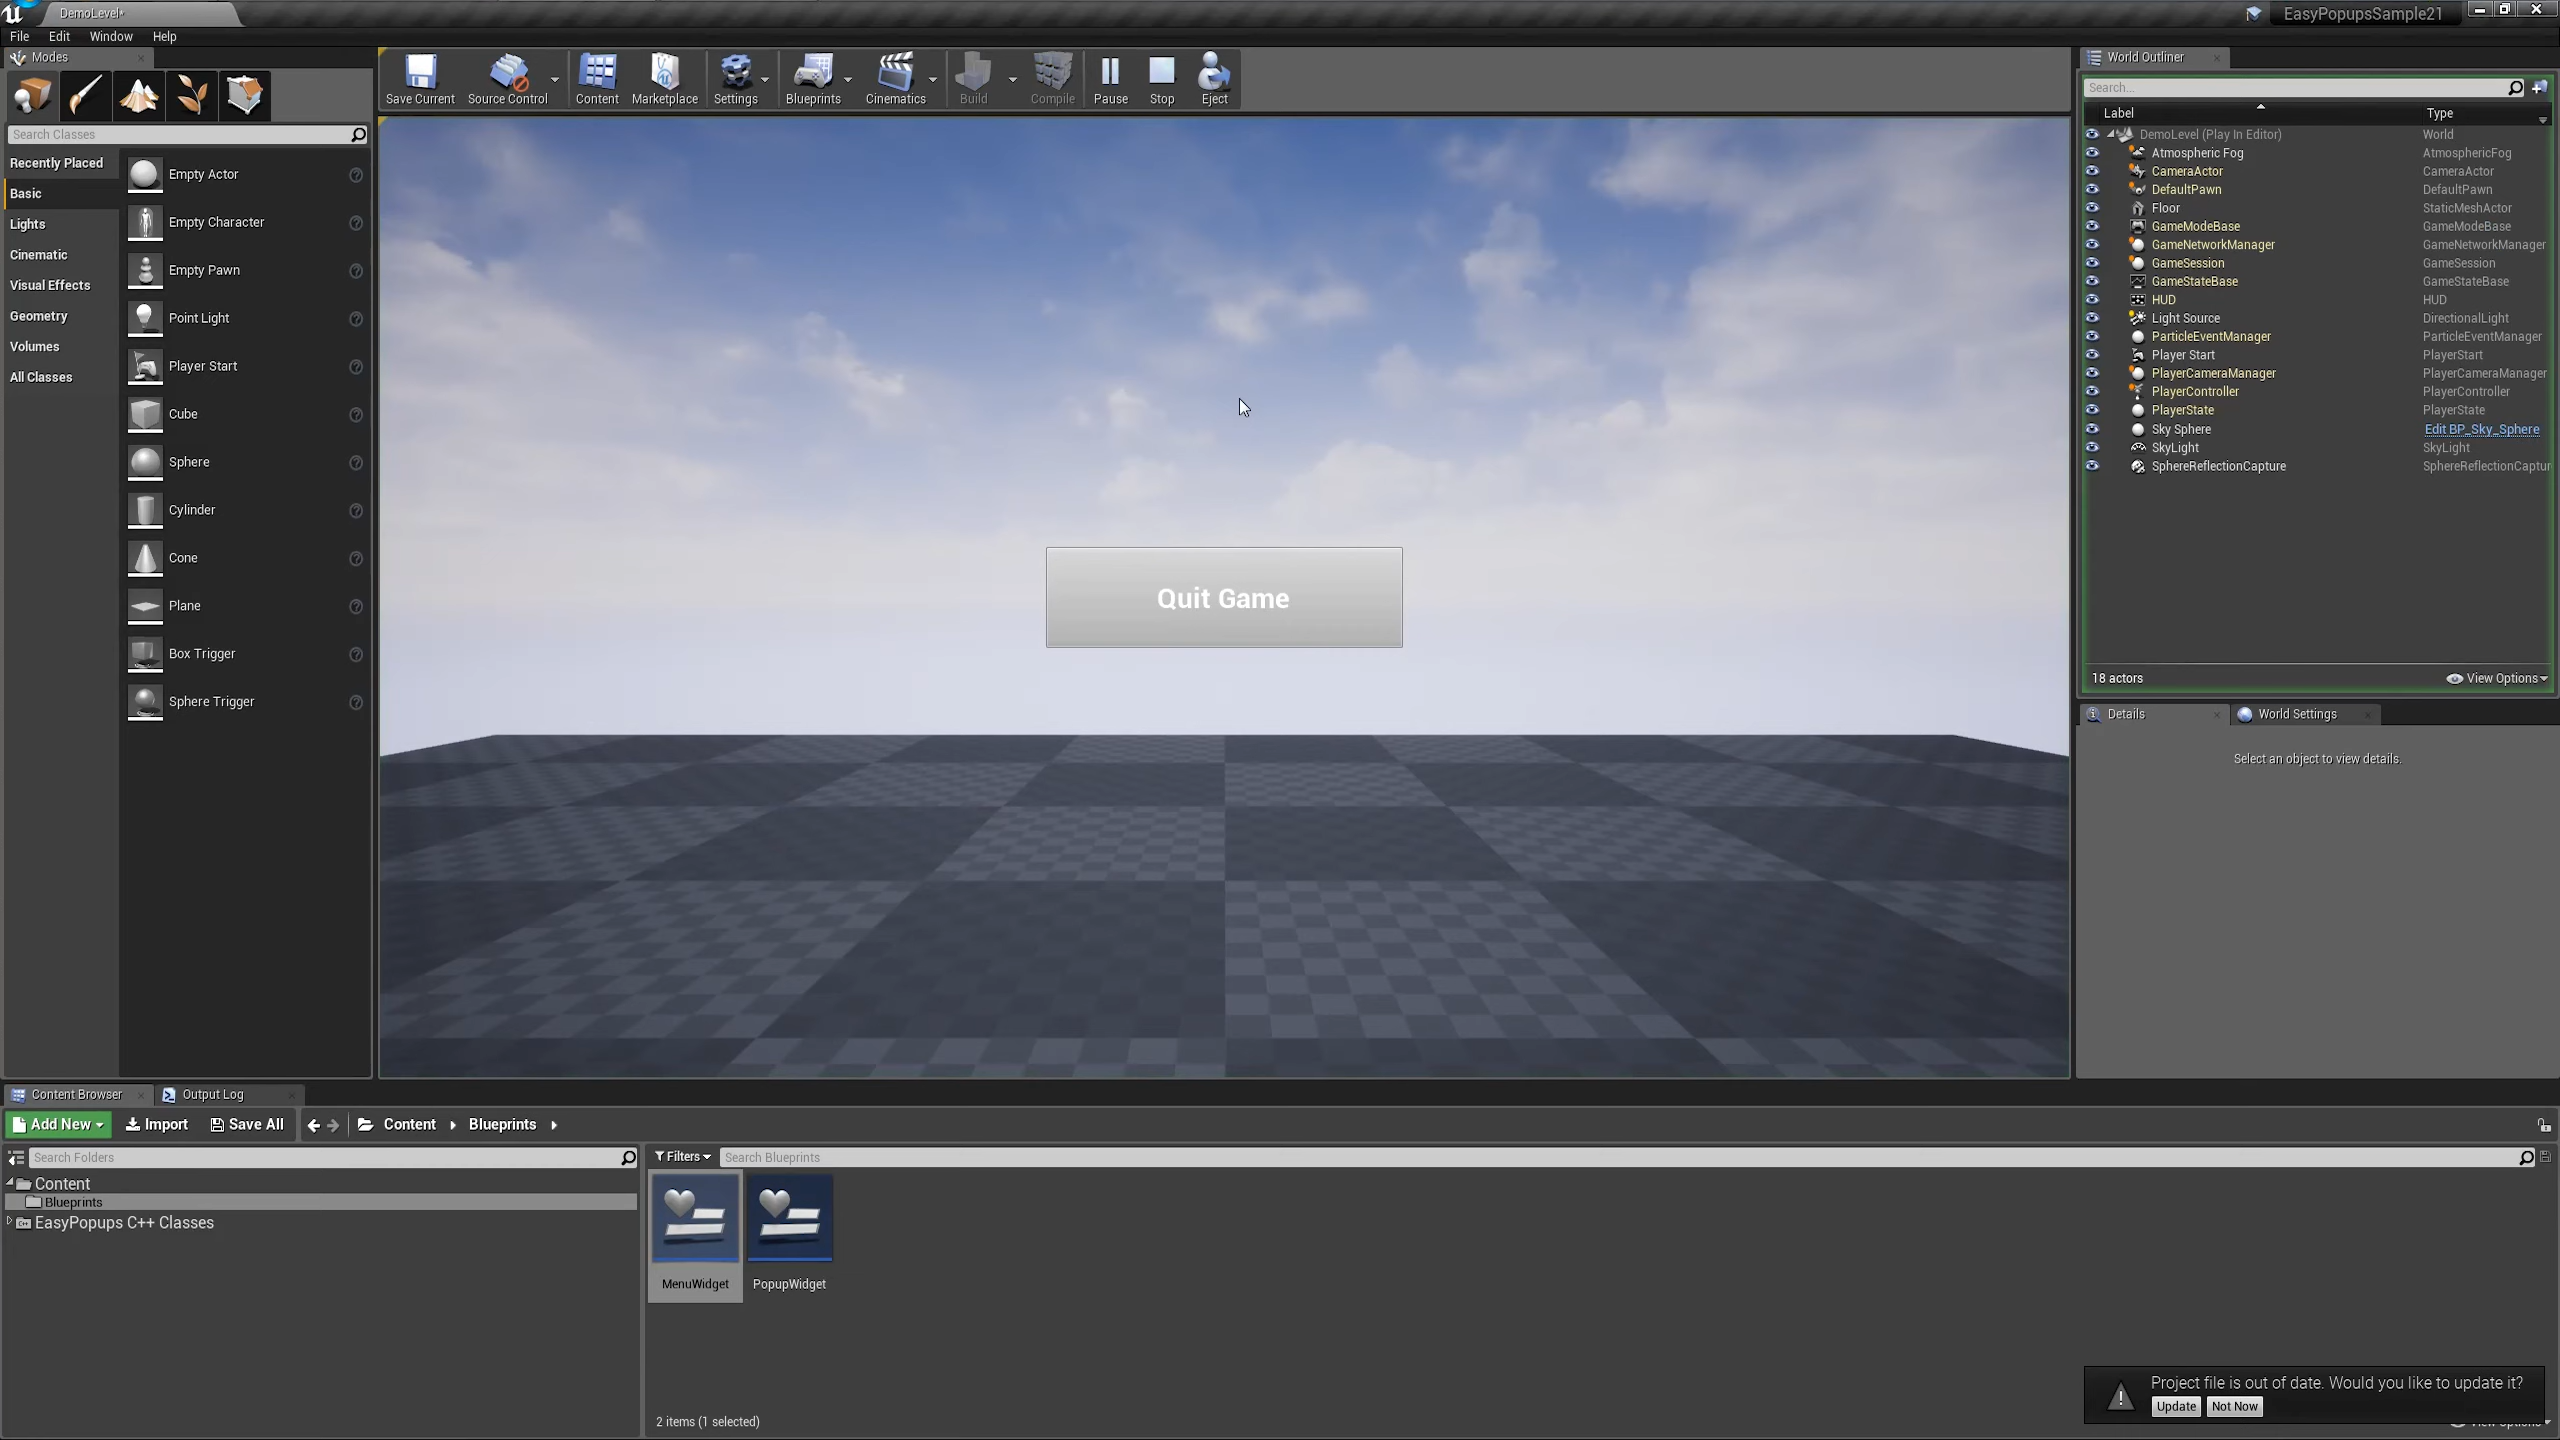 DemoLevel*
EasyPopupsSample21
File Edit Window Help
Modes
Search Classes
Recently Placed
Basic
Lights
Cinematic
Visual Effects
Geometry
Volumes
All Classes
Empty Actor
Empty Character
Empty Pawn
Point Light
Player Start
Cube
Sphere
Cylinder
Cone
Plane
Box Trigger
Sphere Trigger
Save Current Source Control Content Marketplace Settings Blueprints Cinematics Build Compile Pause Stop Eject
Quit Game
World Outliner
Search...
Label Type
DemoLevel (Play In Editor) World
Atmospheric Fog AtmosphericFog
CameraActor CameraActor
DefaultPawn DefaultPawn
Floor StaticMeshActor
GameModeBase GameModeBase
GameNetworkManager GameNetworkManager
GameSession GameSession
GameStateBase GameStateBase
HUD HUD
Light Source DirectionalLight
ParticleEventManager ParticleEventManager
Player Start PlayerStart
PlayerCameraManager PlayerCameraManager
PlayerController PlayerController
PlayerState PlayerState
Sky Sphere Edit BP_Sky_Sphere
SkyLight SkyLight
SphereReflectionCapture SphereReflectionCaptur
18 actors View Options
Details World Settings
Select an object to view details.
Content Browser Output Log
Add New Import Save All Content Blueprints
Search Folders
Content
Blueprints
EasyPopups C++ Classes
Filters Search Blueprints
MenuWidget PopupWidget
2 items (1 selected)
Project file is out of date. Would you like to update it?
Update Not Now
View Options